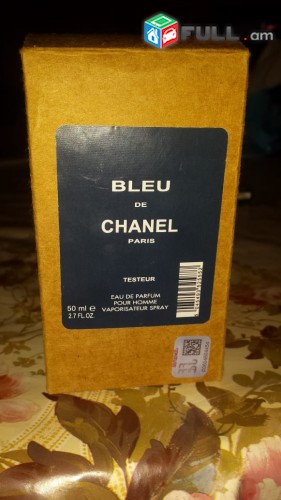 FULL.am
BLEU
DE
CHANEL
PARIS
TESTEUR
EAU DE PARFUM
POUR HOMME
VAPORISATEUR SPRAY
50 ml e
2.7 FL.OZ